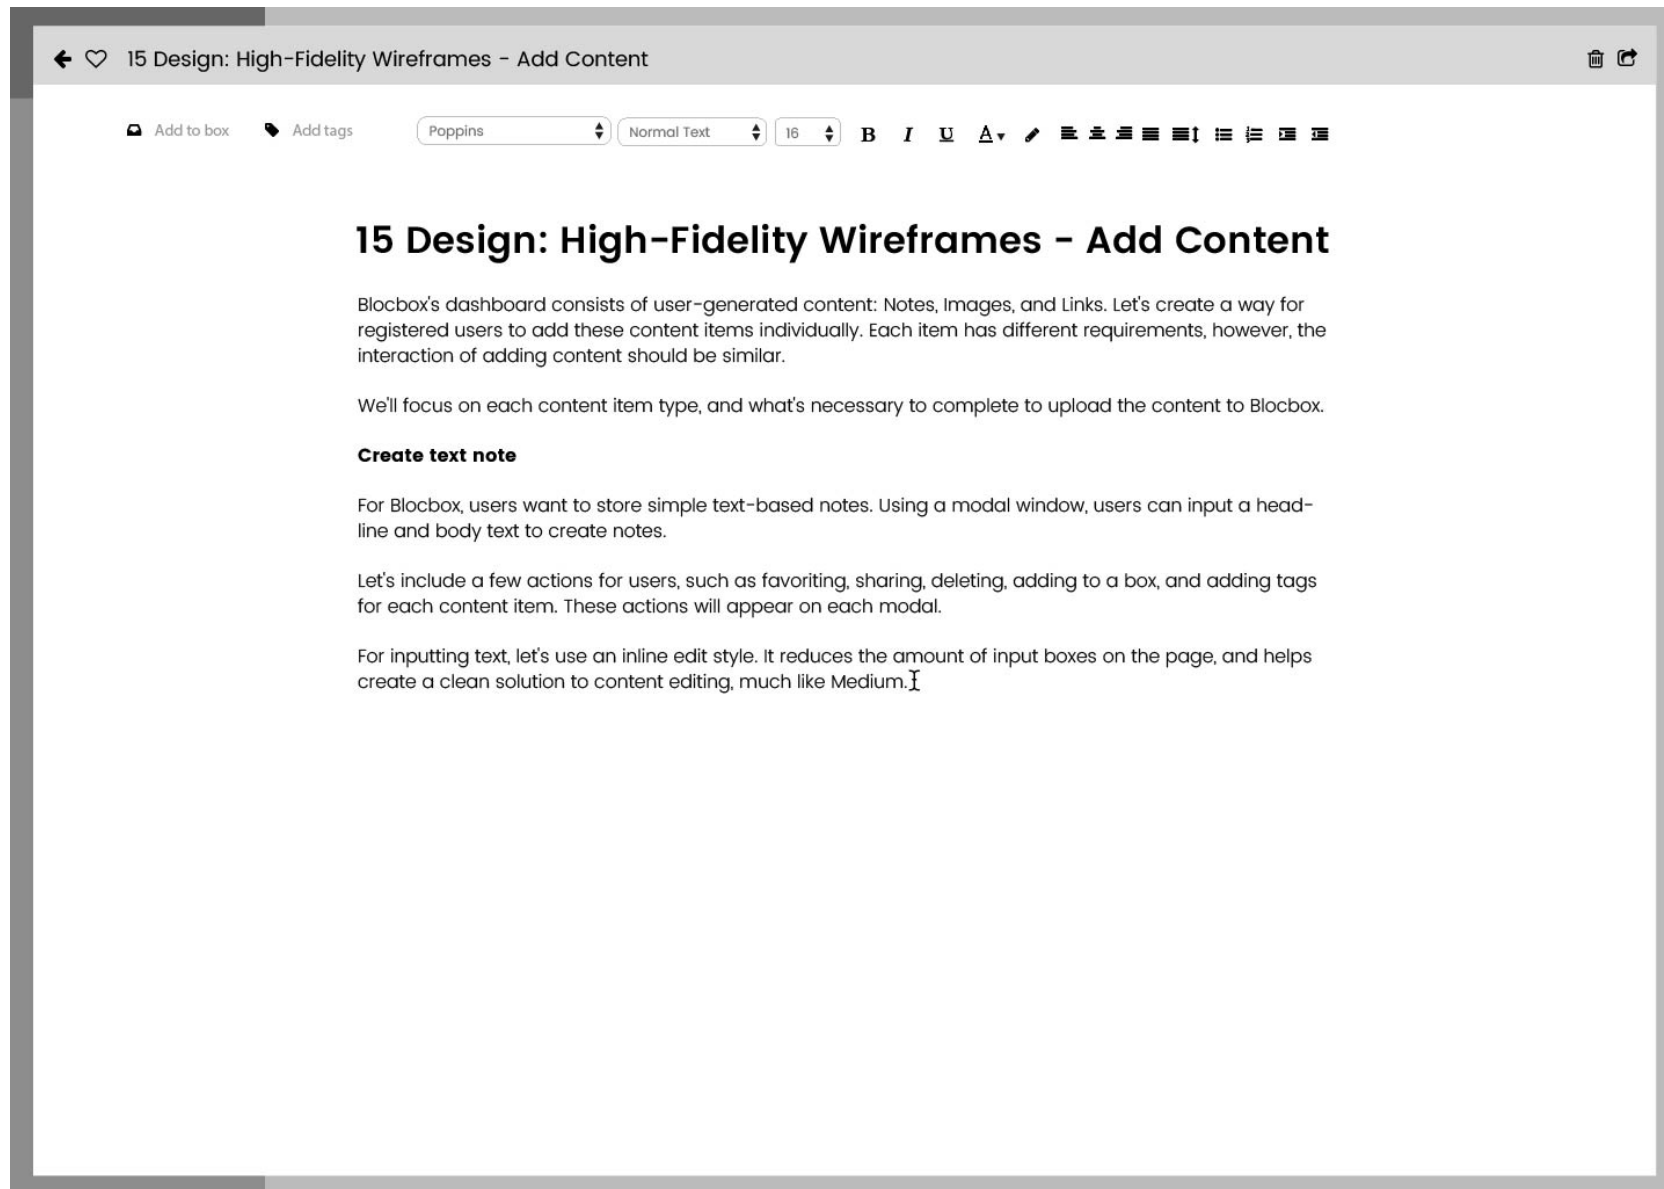 15 Design: High-Fidelity Wireframes - Add Content
Add to box Add tags Poppins Normal Text 16 B I U A
15 Design: High-Fidelity Wireframes - Add Content
Blocbox's dashboard consists of user-generated content: Notes, Images, and Links. Let's create a way for
registered users to add these content items individually. Each item has different requirements, however, the
interaction of adding content should be similar.
We'll focus on each content item type, and what's necessary to complete to upload the content to Blocbox.
Create text note
For Blocbox, users want to store simple text-based notes. Using a modal window, users can input a head-
line and body text to create notes.
Let's include a few actions for users, such as favoriting, sharing, deleting, adding to a box, and adding tags
for each content item. These actions will appear on each modal.
For inputting text, let's use an inline edit style. It reduces the amount of input boxes on the page, and helps
create a clean solution to content editing, much like Medium.